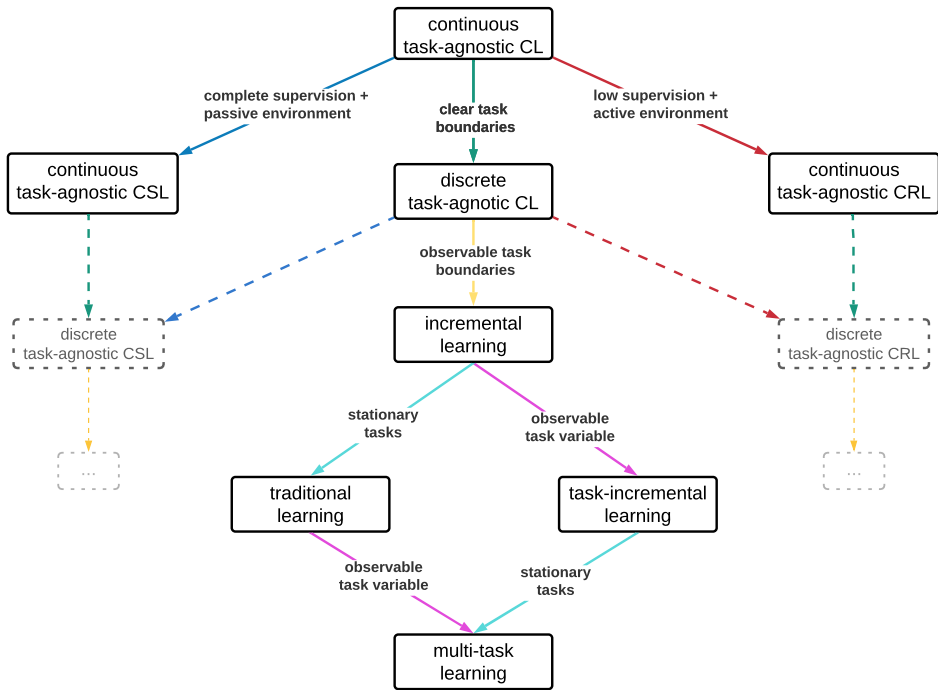 continuous
task-agnostic CL
complete supervision +
passive environment
clear task
boundaries
low supervision +
active environment
continuous
task-agnostic CSL
discrete
task-agnotic CL
continuous
task-agnostic CRL
observable task
boundaries
discrete
task-agnostic CSL
incremental
learning
discrete
task-agnostic CRL
stationary
tasks
observable
task variable
...
...
traditional
learning
task-incremental
learning
observable
task variable
stationary
tasks
multi-task
learning